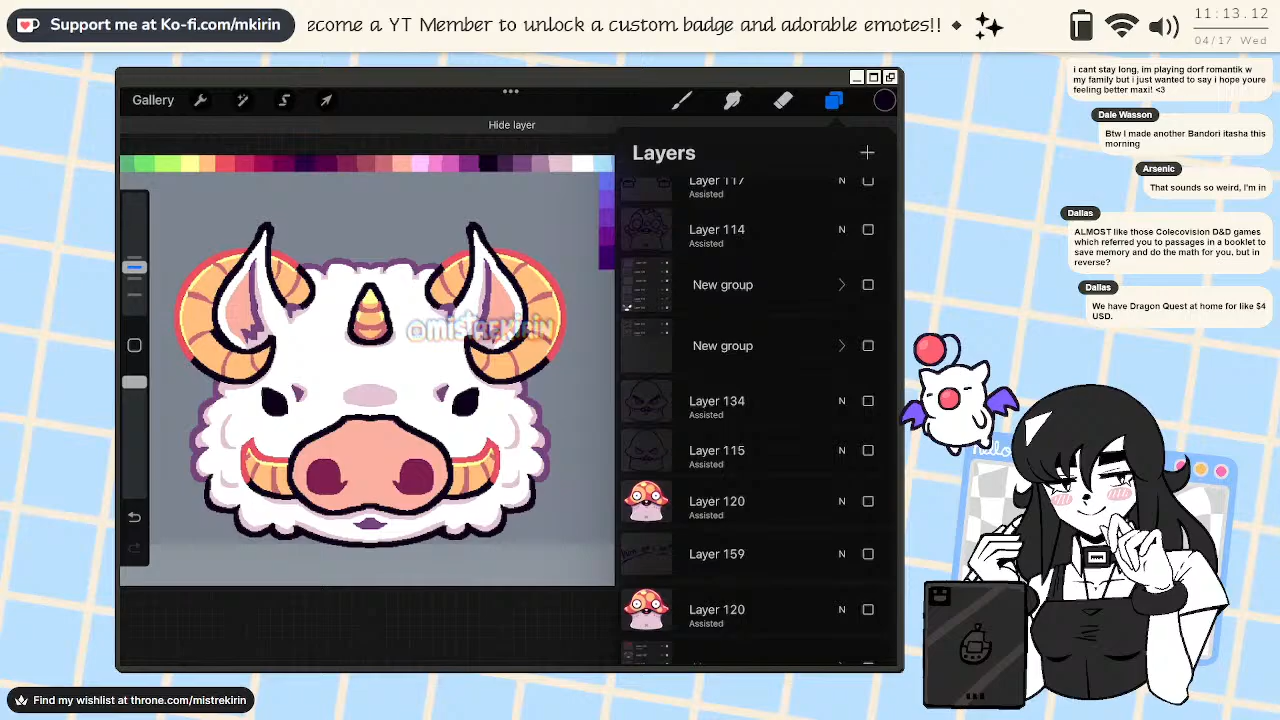 Support me at Ko-fi.com/mkirin
ecome a YT Member to unlock a custom badge and adorable emotes!!
11:13.12
04/17 Wed
Gallery
Hide layer
Layers
Layer 117
N
Assisted
Layer 114
N
Assisted
New group
New group
Layer 134
N
Assisted
Layer 115
N
Assisted
Layer 120
N
Assisted
Layer 159
N
Layer 120
N
Assisted
@MISTREKIRIN
i cant stay long, im playing dorf romantik w
my family but i just wanted to say i hope youre
feeling better maxi! <3
Dale Wasson
Btw I made another Bandori itasha this
morning
Arsenic
That sounds so weird, I'm in
Dallas
ALMOST like those Colecovision D&D games
which referred you to passages in a booklet to
save memory and do the math for you, but in
reverse?
Dallas
We have Dragon Quest at home for like 54
USD.
Find my wishlist at throne.com/mistrekirin